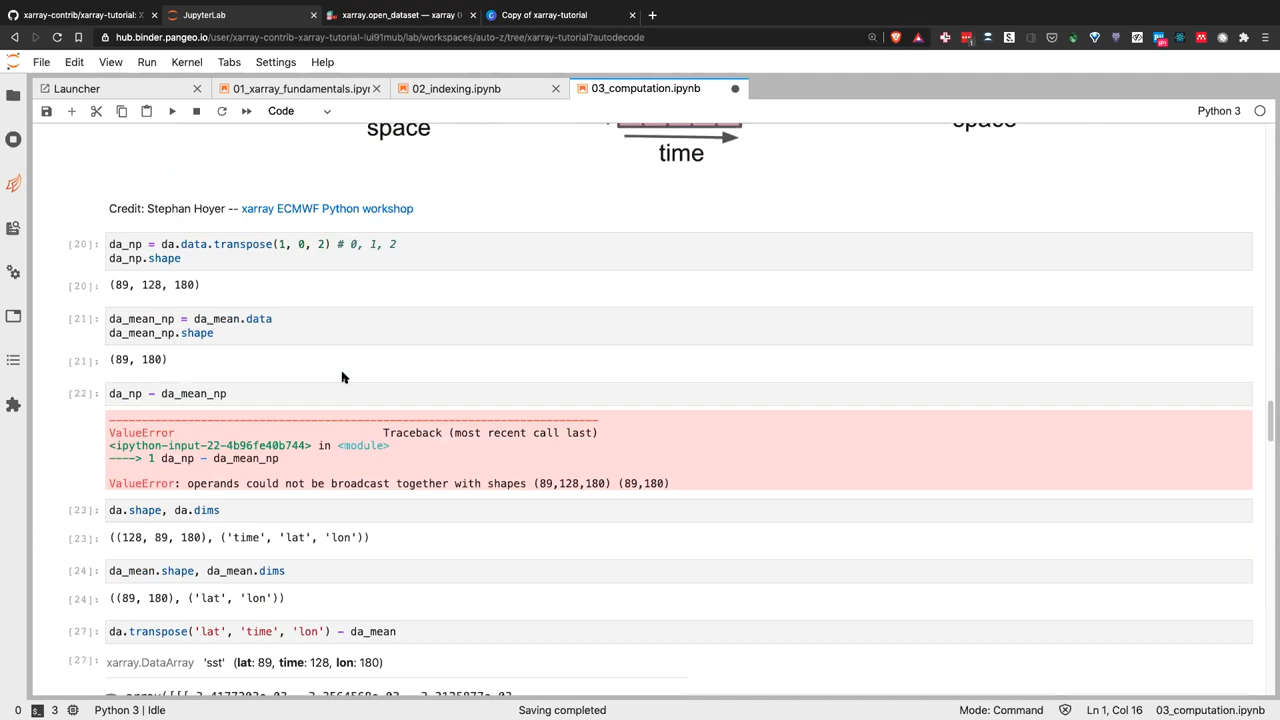 xarray-contrib/xarray-tutorial: X
JupyterLab
xarray.open_dataset — xarray
Copy of xarray-tutorial
hub.binder.pangeo.io/user/xarray-contrib-xarray-tutorial-iui91mub/lab/workspaces/auto-z/tree/xarray-tutorial?autodecode
File Edit View Run Kernel Tabs Settings Help
Launcher
01_xarray_fundamentals.ipyn
02_indexing.ipynb
03_computation.ipynb
Code
Python 3
space
time
space
Credit: Stephan Hoyer -- xarray ECMWF Python workshop
[20]: da_np = da.data.transpose(1, 0, 2) # 0, 1, 2
da_np.shape
[20]: (89, 128, 180)
[21]: da_mean_np = da_mean.data
da_mean_np.shape
[21]: (89, 180)
[22]: da_np - da_mean_np
---------------------------------------------------------------------------
ValueError Traceback (most recent call last)
<ipython-input-22-4b96fe40b744> in <module>
----> 1 da_np - da_mean_np
ValueError: operands could not be broadcast together with shapes (89,128,180) (89,180)
[23]: da.shape, da.dims
[23]: ((128, 89, 180), ('time', 'lat', 'lon'))
[24]: da_mean.shape, da_mean.dims
[24]: ((89, 180), ('lat', 'lon'))
[27]: da.transpose('lat', 'time', 'lon') - da_mean
[27]: xarray.DataArray 'sst' (lat: 89, time: 128, lon: 180)
0 3 Python 3 | Idle Saving completed Mode: Command Ln 1, Col 16 03_computation.ipynb